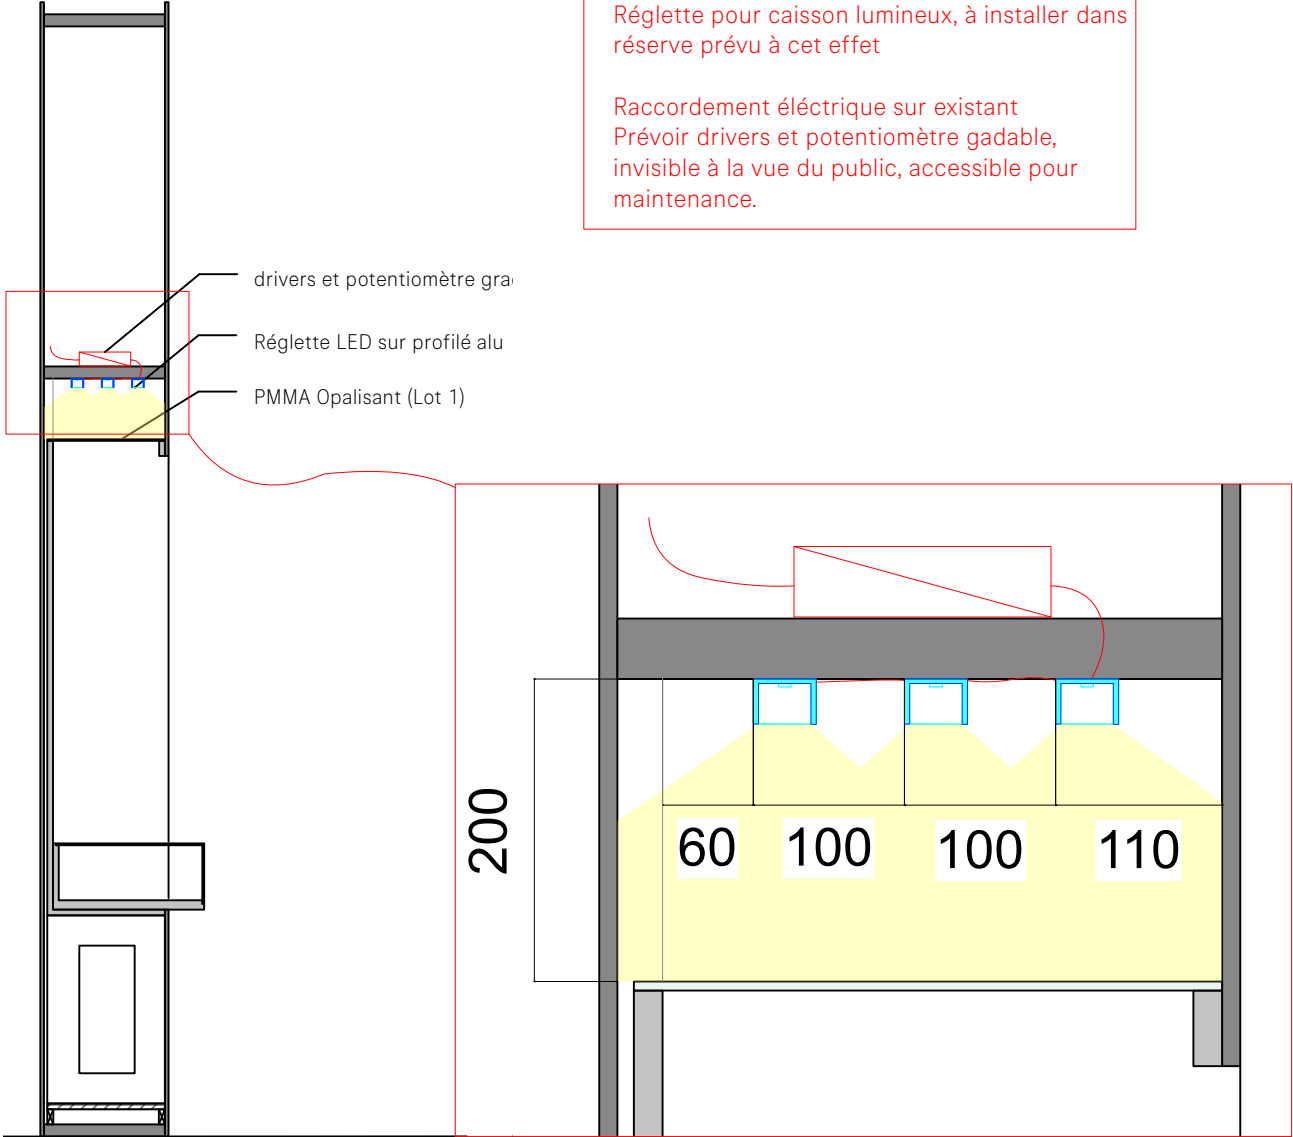 Réglette pour caisson lumineux, à installer dans
réserve prévu à cet effet
Raccordement éléctrique sur existant
Prévoir drivers et potentiomètre gadable,
invisible à la vue du public, accessible pour
maintenance.
drivers et potentiomètre
Réglette LED sur profilé alu
PMMA Opalisant (Lot 1)
200
60 100 100 110